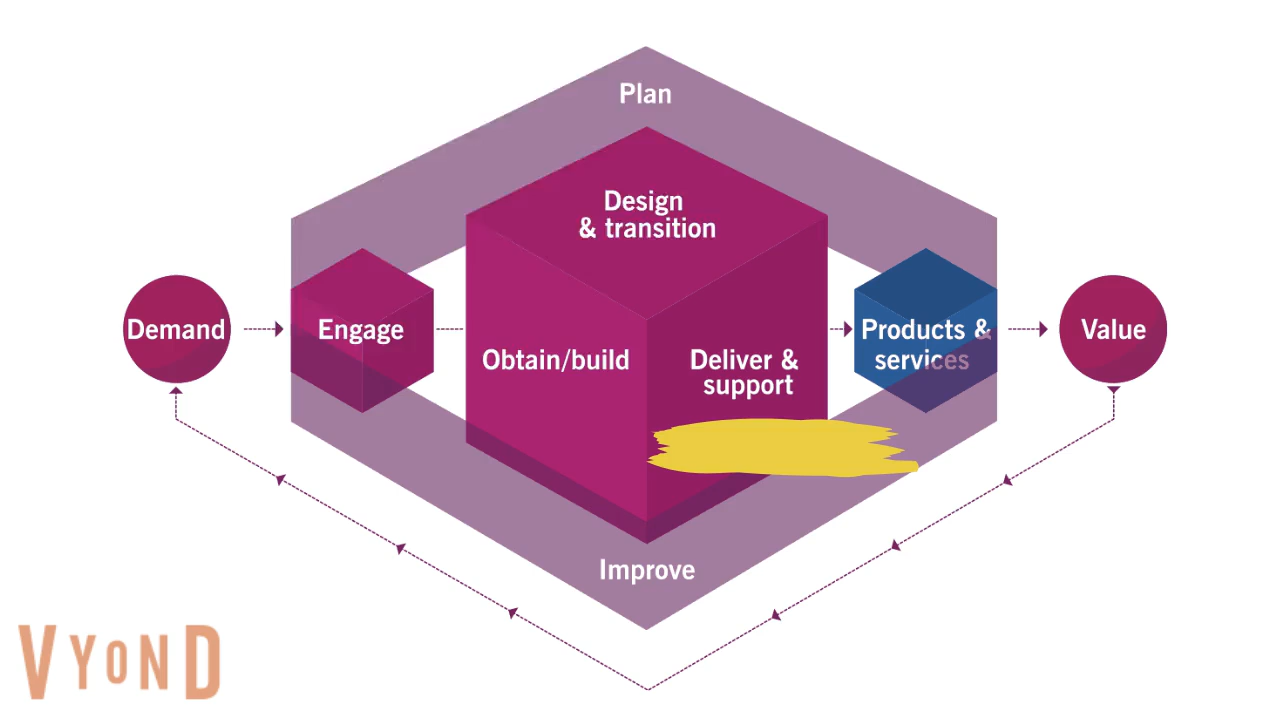 Plan
Design
& transition
Demand
Engage
Obtain/build
Deliver &
support
Products &
services
Value
Improve
VYOND